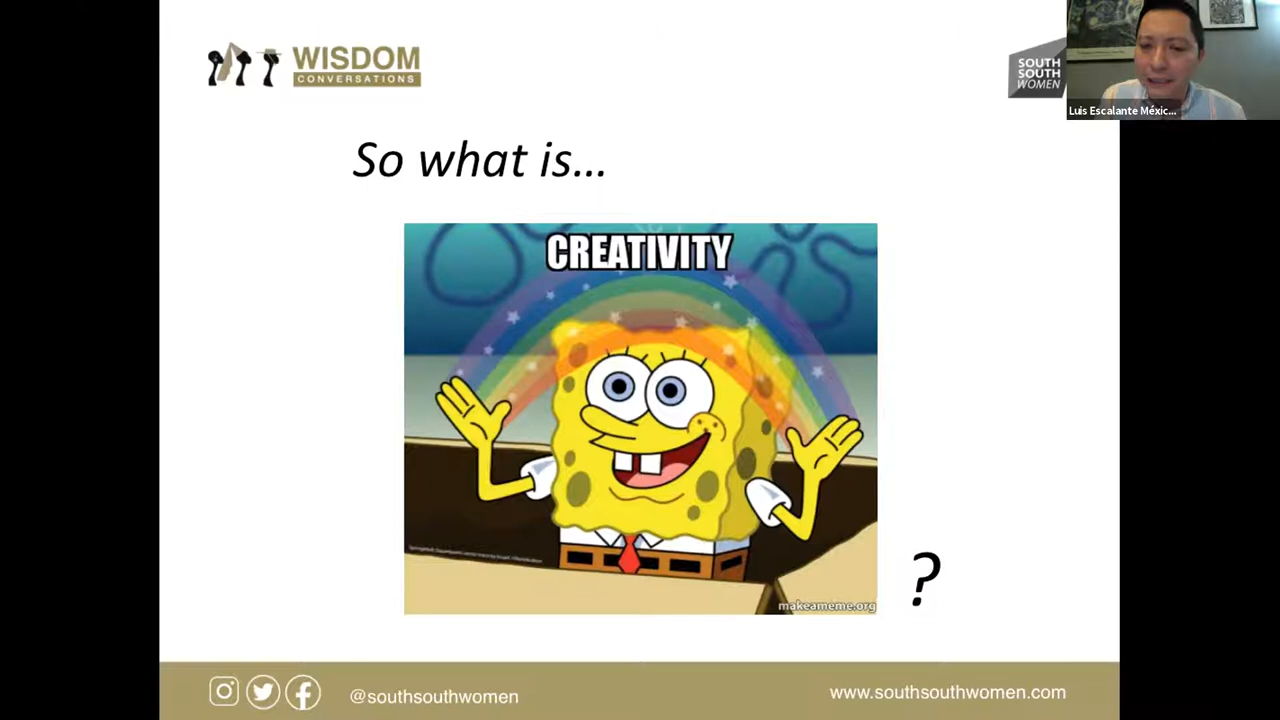 WISDOM
CONVERSATIONS
SOUTH
SOUTH
WOMEN
Luis Escalante Méxic...
So what is...
CREATIVITY
makeameme.org
?
@southsouthwomen
www.southsouthwomen.com